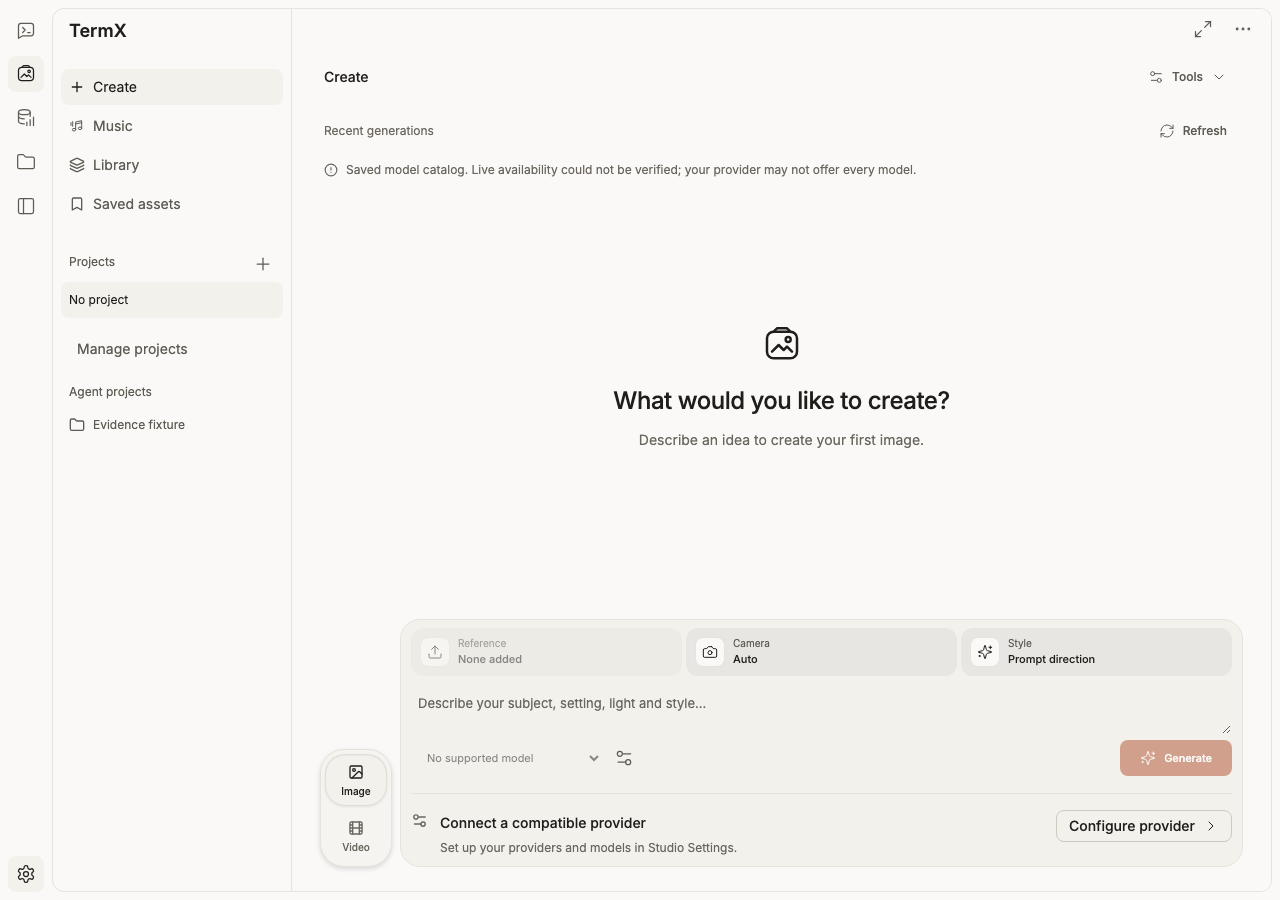 TermX
Create
Music
Library
Saved assets
Projects
No project
Manage projects
Agent projects
Evidence fixture
Create
Tools
Recent generations
Refresh
Saved model catalog. Live availability could not be verified; your provider may not offer every model.
What would you like to create?
Describe an idea to create your first image.
Reference
None added
Camera
Auto
Style
Prompt direction
Describe your subject, setting, light and style...
No supported model
Generate
Image
Video
Connect a compatible provider
Set up your providers and models in Studio Settings.
Configure provider